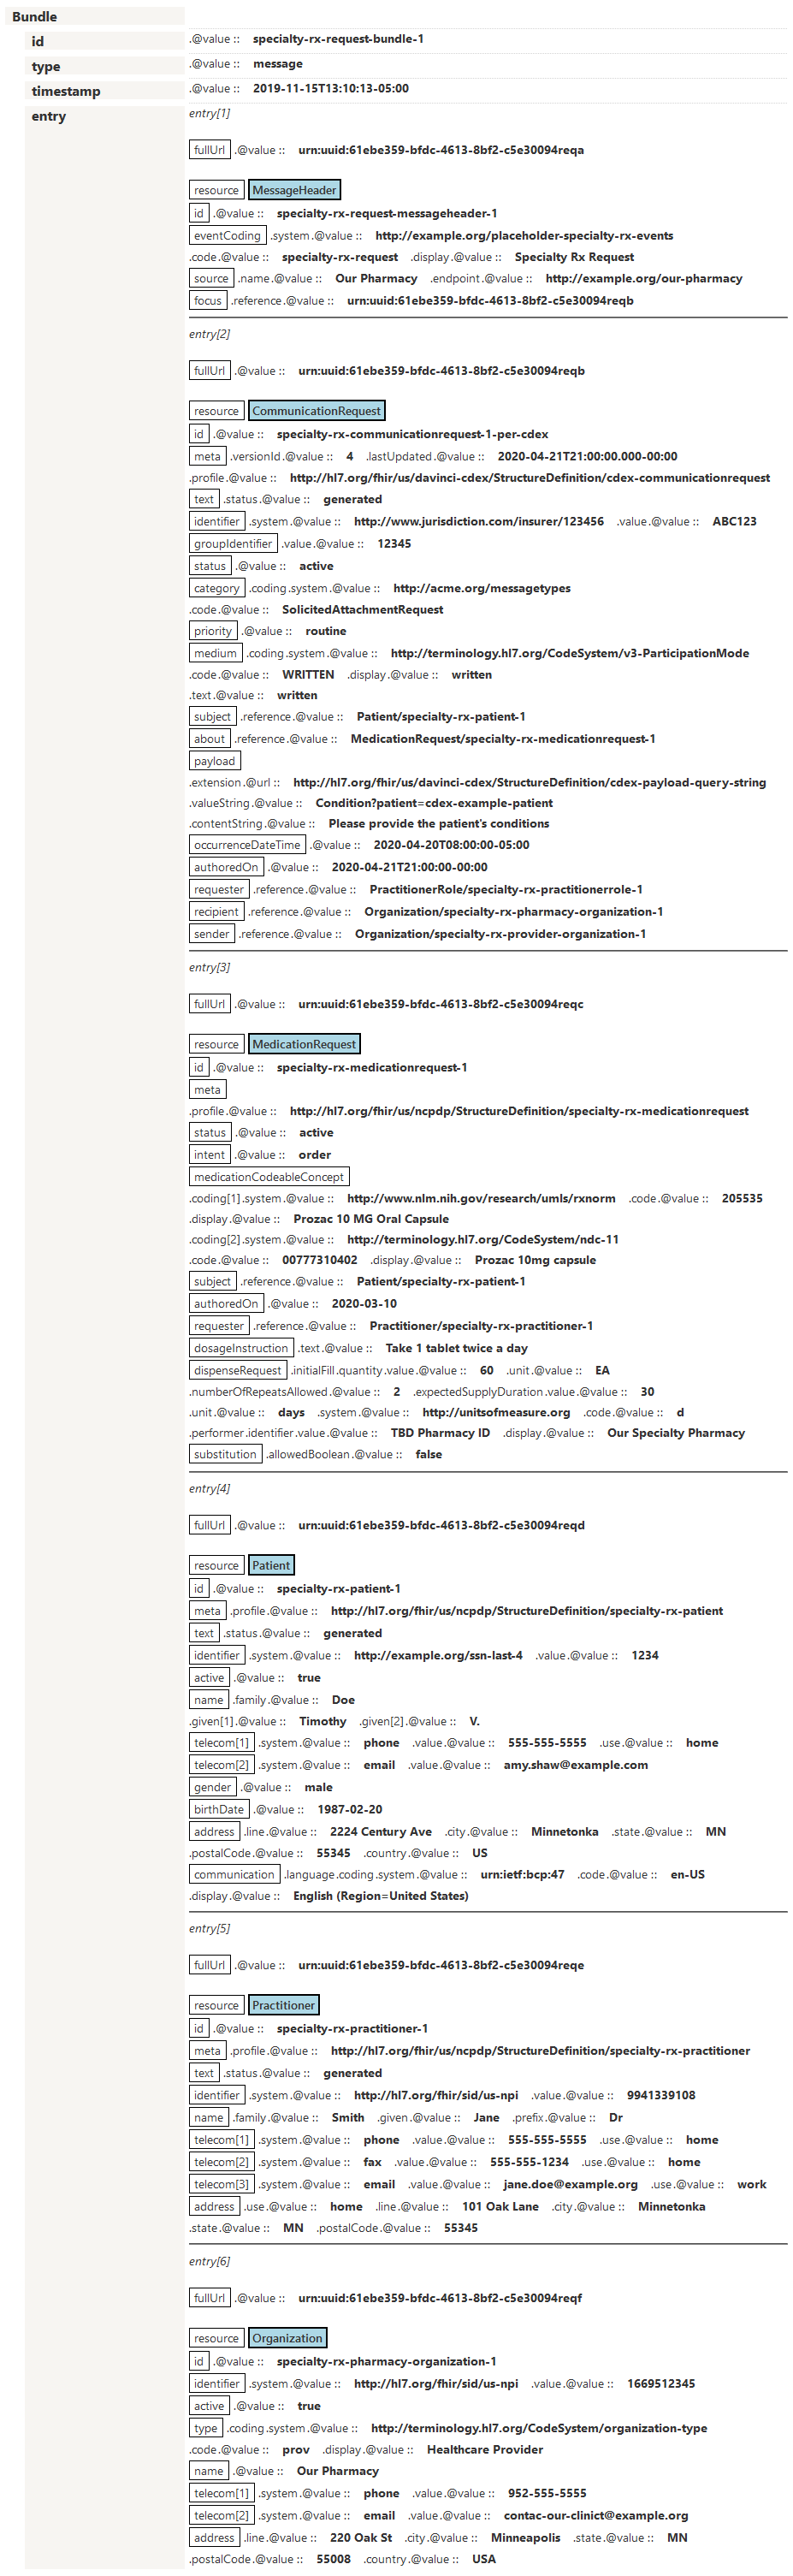 Bundle
id .@value :: specialty-rx-request-bundle-1
type .@value :: message
timestamp .@value :: 2019-11-15T13:10:13-05:00
entry entry[1]
fullUrl .@value :: urn:uuid:61ebe359-bfdc-4613-8bf2-c5e30094reqa
resource MessageHeader
id .@value :: specialty-rx-request-messageheader-1
eventCoding .system.@value :: http://example.org/placeholder-specialty-rx-events
.code.@value :: specialty-rx-request .display.@value :: Specialty Rx Request
source .name.@value :: Our Pharmacy .endpoint.@value :: http://example.org/our-pharmacy
focus .reference.@value :: urn:uuid:61ebe359-bfdc-4613-8bf2-c5e30094reqb
entry[2]
fullUrl .@value :: urn:uuid:61ebe359-bfdc-4613-8bf2-c5e30094reqb
resource CommunicationRequest
id .@value :: specialty-rx-communicationrequest-1-per-cdex
meta .versionId.@value :: 4 .lastUpdated.@value :: 2020-04-21T21:00:00.000-00:00
.profile.@value :: http://hl7.org/fhir/us/davinci-cdex/StructureDefinition/cdex-communicationrequest
text .status.@value :: generated
identifier .system.@value :: http://www.jurisdiction.com/insurer/123456 .value.@value :: ABC123
groupIdentifier .value.@value :: 12345
status .@value :: active
category .coding.system.@value :: http://acme.org/messagetypes
.code.@value :: SolicitedAttachmentRequest
priority .@value :: routine
medium .coding.system.@value :: http://terminology.hl7.org/CodeSystem/v3-ParticipationMode
.code.@value :: WRITTEN .display.@value :: written
.text.@value :: written
subject .reference.@value :: Patient/specialty-rx-patient-1
about .reference.@value :: MedicationRequest/specialty-rx-medicationrequest-1
payload
.extension.@url :: http://hl7.org/fhir/us/davinci-cdex/StructureDefinition/cdex-payload-query-string
.valueString.@value :: Condition?patient=cdex-example-patient
.contentString.@value :: Please provide the patient's conditions
occurrenceDateTime .@value :: 2020-04-20T08:00:00-05:00
authoredOn .@value :: 2020-04-21T21:00:00-00:00
requester .reference.@value :: PractitionerRole/specialty-rx-practitionerrole-1
recipient .reference.@value :: Organization/specialty-rx-pharmacy-organization-1
sender .reference.@value :: Organization/specialty-rx-provider-organization-1
entry[3]
fullUrl .@value :: urn:uuid:61ebe359-bfdc-4613-8bf2-c5e30094reqc
resource MedicationRequest
id .@value :: specialty-rx-medicationrequest-1
meta
.profile.@value :: http://hl7.org/fhir/us/ncpdp/StructureDefinition/specialty-rx-medicationrequest
status .@value :: active
intent .@value :: order
medicationCodeableConcept
.coding[1].system.@value :: http://www.nlm.nih.gov/research/umls/rxnorm .code.@value :: 205535
.display.@value :: Prozac 10 MG Oral Capsule
.coding[2].system.@value :: http://terminology.hl7.org/CodeSystem/ndc-11
.code.@value :: 00777310402 .display.@value :: Prozac 10mg capsule
subject .reference.@value :: Patient/specialty-rx-patient-1
authoredOn .@value :: 2020-03-10
requester .reference.@value :: Practitioner/specialty-rx-practitioner-1
dosageInstruction .text.@value :: Take 1 tablet twice a day
dispenseRequest .initialFill.quantity.value.@value :: 60 .unit.@value :: EA
.numberOfRepeatsAllowed.@value :: 2 .expectedSupplyDuration.value.@value :: 30
.unit.@value :: days .system.@value :: http://unitsofmeasure.org .code.@value :: d
.performer.identifier.value.@value :: TBD Pharmacy ID .display.@value :: Our Specialty Pharmacy
substitution .allowedBoolean.@value :: false
entry[4]
fullUrl .@value :: urn:uuid:61ebe359-bfdc-4613-8bf2-c5e30094reqd
resource Patient
id .@value :: specialty-rx-patient-1
meta .profile.@value :: http://hl7.org/fhir/us/ncpdp/StructureDefinition/specialty-rx-patient
text .status.@value :: generated
identifier .system.@value :: http://example.org/ssn-last-4 .value.@value :: 1234
active .@value :: true
name .family.@value :: Doe
.given[1].@value :: Timothy .given[2].@value :: V.
telecom[1] .system.@value :: phone .value.@value :: 555-555-5555 .use.@value :: home
telecom[2] .system.@value :: email .value.@value :: amy.shaw@example.com
gender .@value :: male
birthDate .@value :: 1987-02-20
address .line.@value :: 2224 Century Ave .city.@value :: Minnetonka .state.@value :: MN
.postalCode.@value :: 55345 .country.@value :: US
communication .language.coding.system.@value :: urn:ietf:bcp:47 .code.@value :: en-US
.display.@value :: English (Region=United States)
entry[5]
fullUrl .@value :: urn:uuid:61ebe359-bfdc-4613-8bf2-c5e30094reqe
resource Practitioner
id .@value :: specialty-rx-practitioner-1
meta .profile.@value :: http://hl7.org/fhir/us/ncpdp/StructureDefinition/specialty-rx-practitioner
text .status.@value :: generated
identifier .system.@value :: http://hl7.org/fhir/sid/us-npi .value.@value :: 9941339108
name .family.@value :: Smith .given.@value :: Jane .prefix.@value :: Dr
telecom[1] .system.@value :: phone .value.@value :: 555-555-5555 .use.@value :: home
telecom[2] .system.@value :: fax .value.@value :: 555-555-1234 .use.@value :: home
telecom[3] .system.@value :: email .value.@value :: jane.doe@example.org .use.@value :: work
address .use.@value :: home .line.@value :: 101 Oak Lane .city.@value :: Minnetonka
.state.@value :: MN .postalCode.@value :: 55345
entry[6]
fullUrl .@value :: urn:uuid:61ebe359-bfdc-4613-8bf2-c5e30094reqf
resource Organization
id .@value :: specialty-rx-pharmacy-organization-1
identifier .system.@value :: http://hl7.org/fhir/sid/us-npi .value.@value :: 1669512345
active .@value :: true
type .coding.system.@value :: http://terminology.hl7.org/CodeSystem/organization-type
.code.@value :: prov .display.@value :: Healthcare Provider
name .@value :: Our Pharmacy
telecom[1] .system.@value :: phone .value.@value :: 952-555-5555
telecom[2] .system.@value :: email .value.@value :: contac-our-clinict@example.org
address .line.@value :: 220 Oak St .city.@value :: Minneapolis .state.@value :: MN
.postalCode.@value :: 55008 .country.@value :: USA